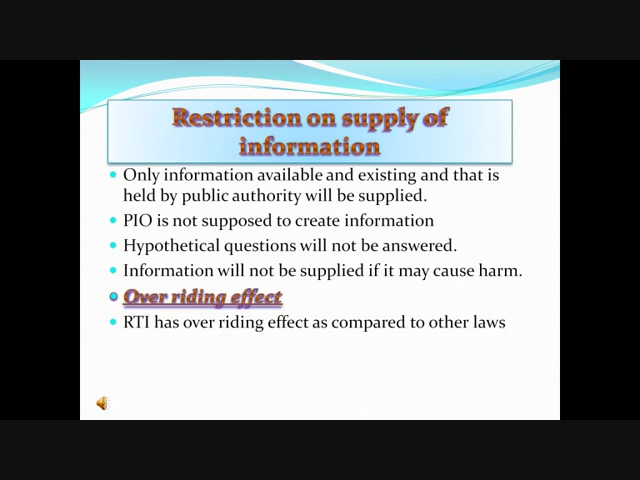 Restriction on supply of
information
Only information available and existing and that is
held by public authority will be supplied.
PIO is not supposed to create information
Hypothetical questions will not be answered.
Information will not be supplied if it may cause harm.
Over riding effect
RTI has over riding effect as compared to other laws